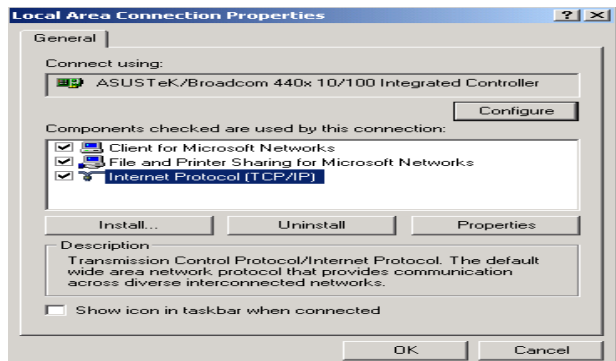 Local Area Connection Properties
General
Connect using:
ASUSTeK/Broadcom 440x 10/100 Integrated Controller
Configure
Components checked are used by this connection:
Client for Microsoft Networks
File and Printer Sharing for Microsoft Networks
Internet Protocol (TCP/IP)
Install... Uninstall Properties
Description
Transmission Control Protocol/Internet Protocol. The default
wide area network protocol that provides communication
across diverse interconnected networks.
Show icon in taskbar when connected
OK Cancel